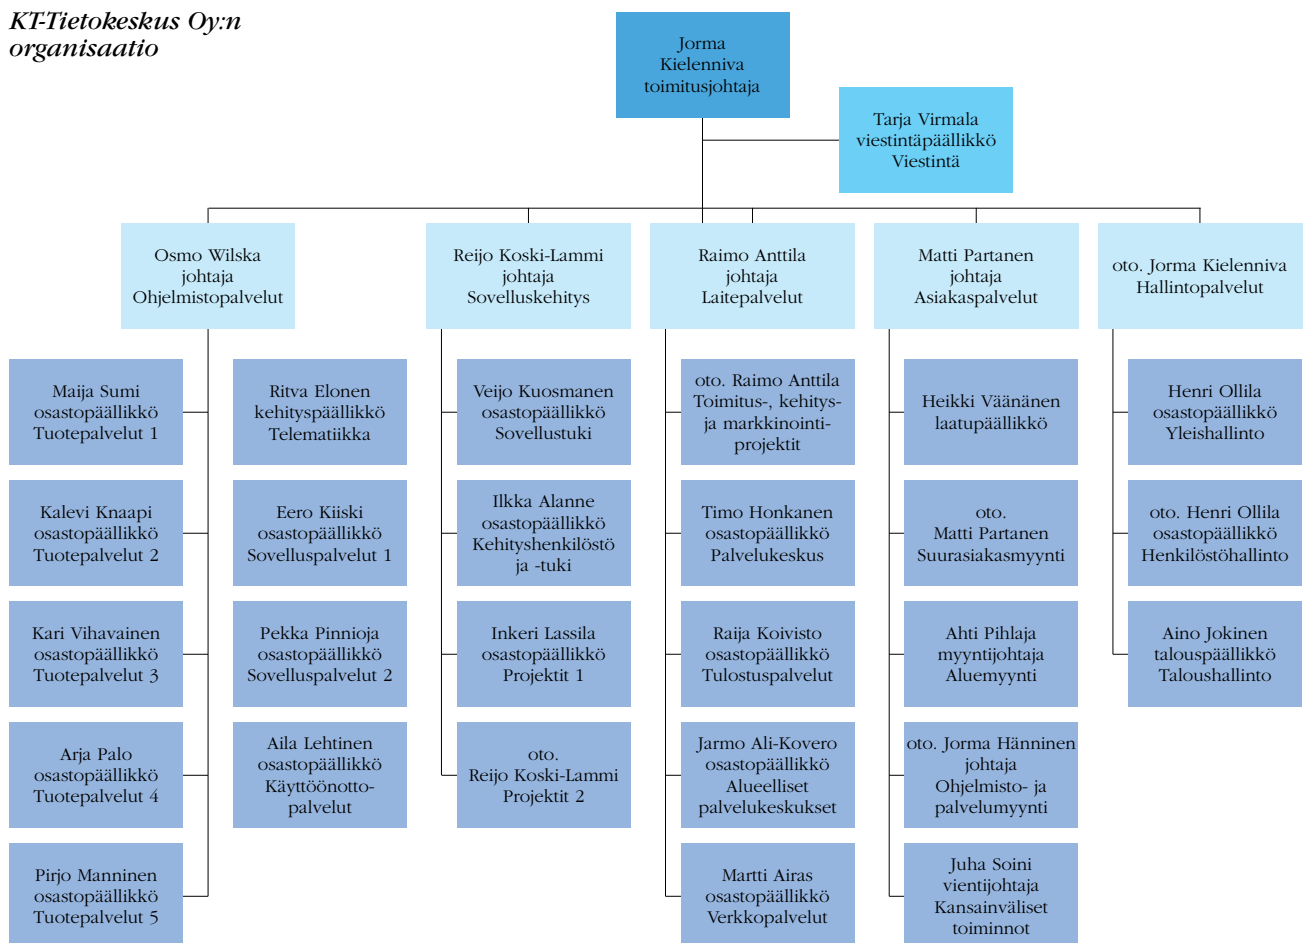 KT-Tietokeskus Oy:n
organisaatio
Jorma
Kielenniva
toimitusjohtaja
Tarja Virmala
viestintäpäällikkö
Viestintä
Osmo Wilska
johtaja
Ohjelmistopalvelut
Reijo Koski-Lammi
johtaja
Sovelluskehitys
Raimo Anttila
johtaja
Laitepalvelut
Matti Partanen
johtaja
Asiakaspalvelut
oto. Jorma Kielenniva
Hallintopalvelut
Maija Sumi
osastopäällikkö
Tuotepalvelut 1
Ritva Elonen
kehityspäällikkö
Telematiikka
Veijo Kuosmanen
osastopäällikkö
Sovellustuki
oto. Raimo Anttila
Toimitus-, kehitys-
ja markkinointi-
projektit
Heikki Väänänen
laatupäällikkö
Henri Ollila
osastopäällikkö
Yleishallinto
Kalevi Knaapi
osastopäällikkö
Tuotepalvelut 2
Eero Kiiski
osastopäällikkö
Sovelluspalvelut 1
Ilkka Alanne
osastopäällikkö
Kehityshenkilöstö
ja -tuki
Timo Honkanen
osastopäällikkö
Palvelukeskus
oto.
Matti Partanen
Suurasiakasmyynti
oto. Henri Ollila
osastopäällikkö
Henkilöstöhallinto
Kari Vihavainen
osastopäällikkö
Tuotepalvelut 3
Pekka Pinnioja
osastopäällikkö
Sovelluspalvelut 2
Inkeri Lassila
osastopäällikkö
Projektit 1
Raija Koivisto
osastopäällikkö
Tulostuspalvelut
Ahti Pihlaja
myyntijohtaja
Aluemyynti
Aino Jokinen
talouspäällikkö
Taloushallinto
Arja Palo
osastopäällikkö
Tuotepalvelut 4
Aila Lehtinen
osastopäällikkö
Käyttöönotto-
palvelut
oto.
Reijo Koski-Lammi
Projektit 2
Jarmo Ali-Kovero
osastopäällikkö
Alueelliset
palvelukeskukset
oto. Jorma Hänninen
johtaja
Ohjelmisto- ja
palvelumyynti
Pirjo Manninen
osastopäällikkö
Tuotepalvelut 5
Martti Airas
osastopäällikkö
Verkkopalvelut
Juha Soini
vientijohtaja
Kansainväliset
toiminnot